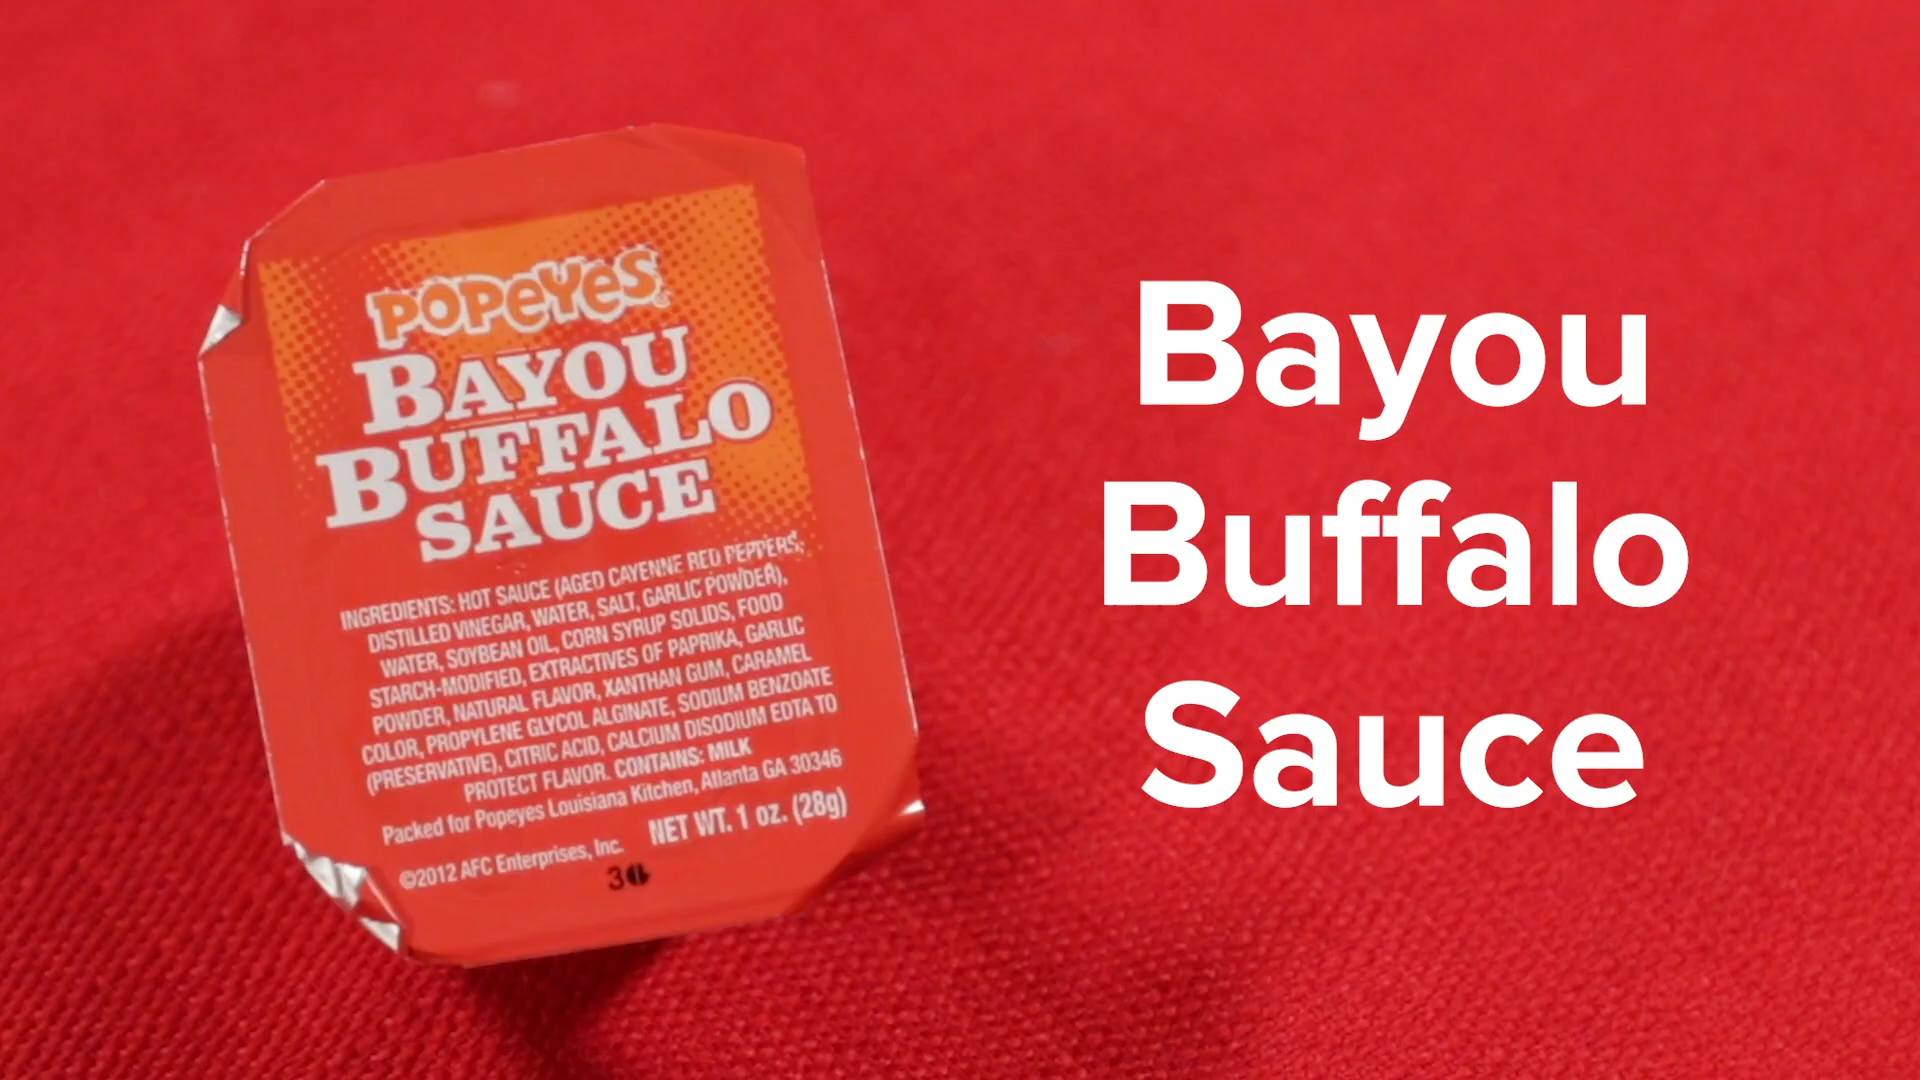 POPEYES
BAYOU
BUFFALO
SAUCE
INGREDIENTS: HOT SAUCE (AGED CAYENNE RED PEPPERS,
DISTILLED VINEGAR, WATER, SALT, GARLIC POWDER),
WATER, SOYBEAN OIL, CORN SYRUP SOLIDS, FOOD
STARCH-MODIFIED, EXTRACTIVES OF PAPRIKA, GARLIC
POWDER, NATURAL FLAVOR, XANTHAN GUM, CARAMEL
COLOR, PROPYLENE GLYCOL ALGINATE, SODIUM BENZOATE
(PRESERVATIVE), CITRIC ACID, CALCIUM DISODIUM EDTA TO
PROTECT FLAVOR. CONTAINS: MILK
Packed for Popeyes Louisiana Kitchen, Atlanta GA 30346
NET WT. 1 oz. (28g)
©2012 AFC Enterprises, Inc.
Bayou
Buffalo
Sauce